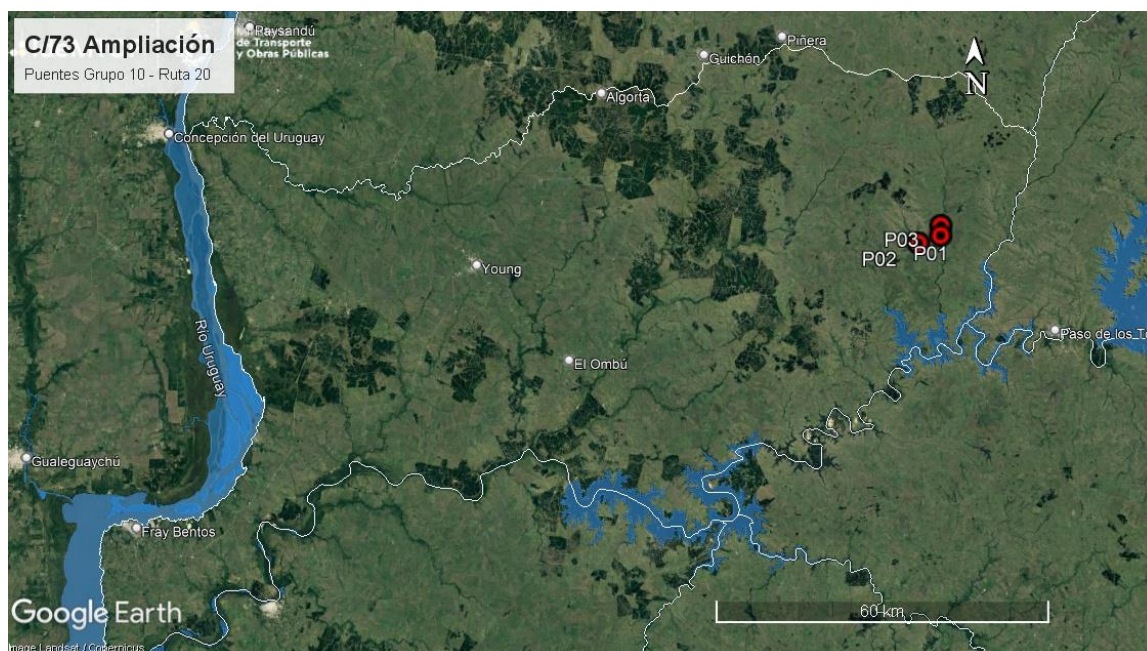 C/73 Ampliación
Puentes Grupo 10 - Ruta 20
Paysandú
de Transporte
y Obras Públicas
Piñera
Guichón
N
Algorta
Concepción del Uruguay
P03
P01
P02
Young
Río Uruguay
Paso de los To
El Ombú
Gualeguaychú
Fray Bentos
Google Earth
60 km
Image Landsat / Copernicus